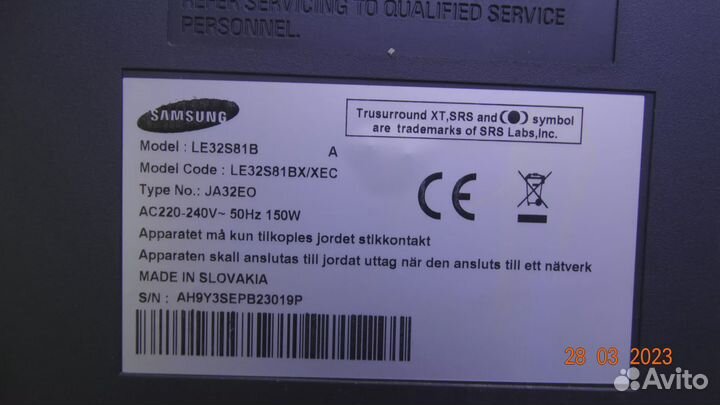 REFER SERVICING TO QUALIFIED SERVICE
PERSONNEL.
SAMSUNG
Trusurround XT,SRS and symbol
are trademarks of SRS Labs,Inc.
Model : LE32S81B A
Model Code : LE32S81BX/XEC
Type No.: JA32EO
AC220-240V~ 50Hz 150W
CE
Apparatet må kun tilkoples jordet stikkontakt
Apparaten skall anslutas till jordat uttag när den ansluts till ett nätverk
MADE IN SLOVAKIA
S/N : AH9Y3SEPB23019P
28 03 2023
Avito